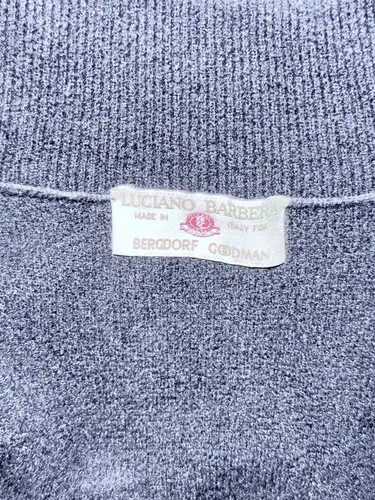 LUCIANO BARBERA
MADE IN ITALY FOR
BERGDORF GOODMAN